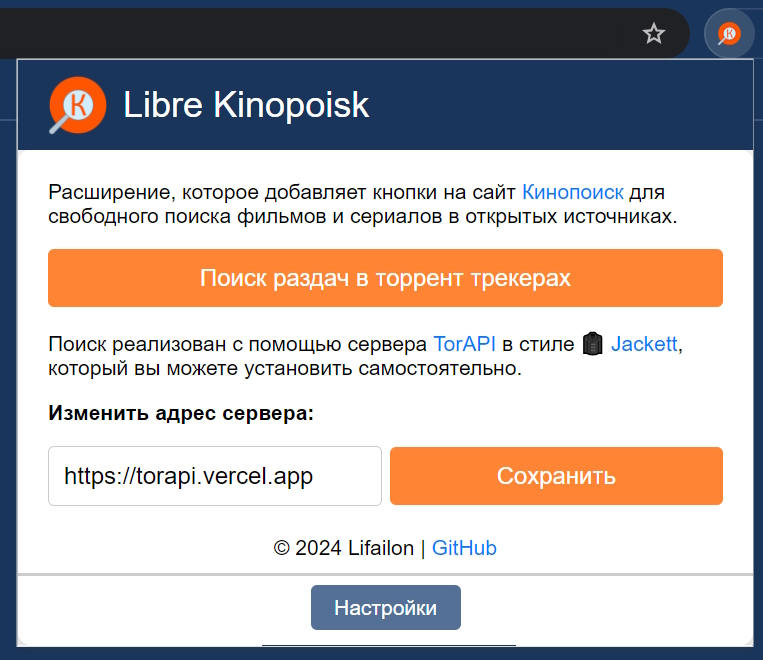 Libre Kinopoisk
Расширение, которое добавляет кнопки на сайт Кинопоиск для
свободного поиска фильмов и сериалов в открытых источниках.
Поиск раздач в торрент трекерах
Поиск реализован с помощью сервера TorAPI в стиле Jackett,
который вы можете установить самостоятельно.
Изменить адрес сервера:
https://torapi.vercel.app
Сохранить
© 2024 Lifailon | GitHub
Настройки